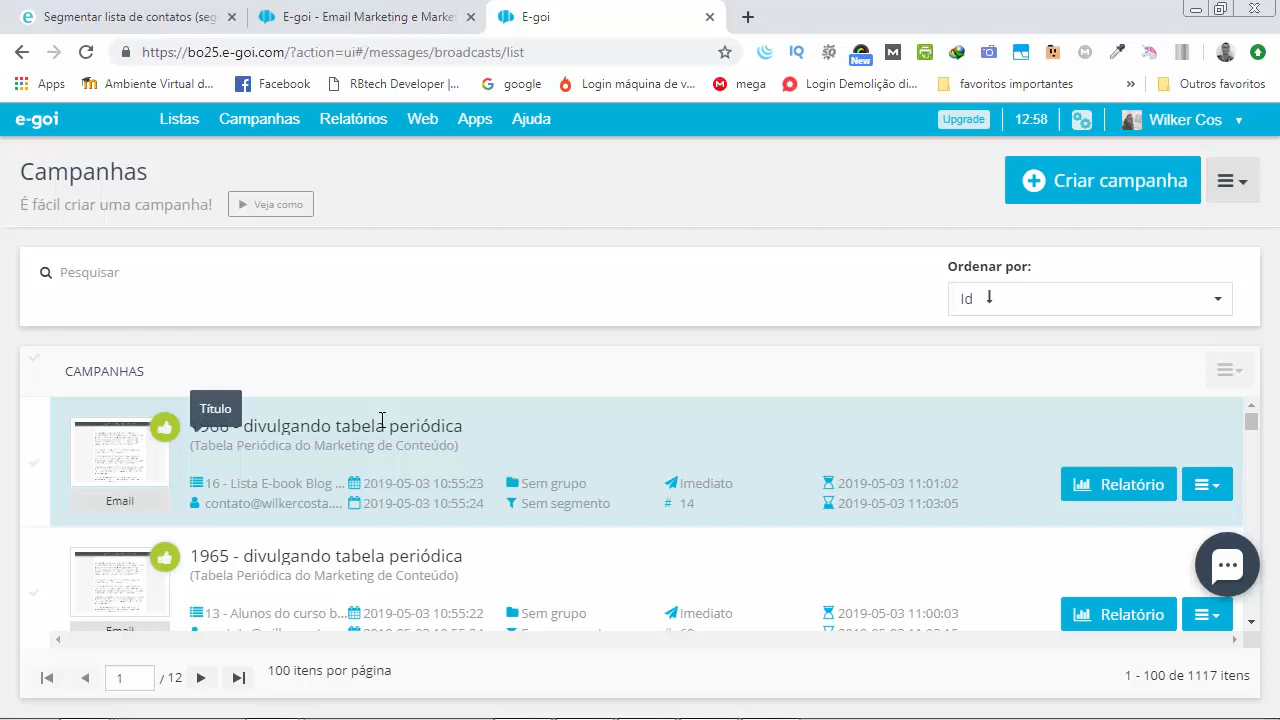 Segmentar lista de contatos (seg
E-goi - Email Marketing e Marke
E-goi
https://bo25.e-goi.com/?action=ui#/messages/broadcasts/list
New
Apps
Ambiente Virtual d...
Facebook
RBtech Developer |...
google
Login máquina de v...
mega
Login Demolição di...
favoritos importantes
»
Outros favoritos
e-goi
Listas
Campanhas
Relatórios
Web
Apps
Ajuda
Upgrade
12:58
Wilker Cos
Campanhas
É fácil criar uma campanha!
Veja como
Criar campanha
Pesquisar
Ordenar por:
Id
CAMPANHAS
Título
- divulgando tabela periódica
(Tabela Periódica do Marketing de Conteúdo)
Email
16 - Lista E-book Blog ...
2019-05-03 10:55:23
Sem grupo
Imediato
2019-05-03 11:01:02
contato@wilkercosta....
2019-05-03 10:55:24
Sem segmento
# 14
2019-05-03 11:03:05
Relatório
1965 - divulgando tabela periódica
(Tabela Periódica do Marketing de Conteúdo)
13 - Alunos do curso b...
2019-05-03 10:55:22
Sem grupo
Imediato
2019-05-03 11:00:03
Relatório
1
/ 12
100 itens por página
1 - 100 de 1117 itens